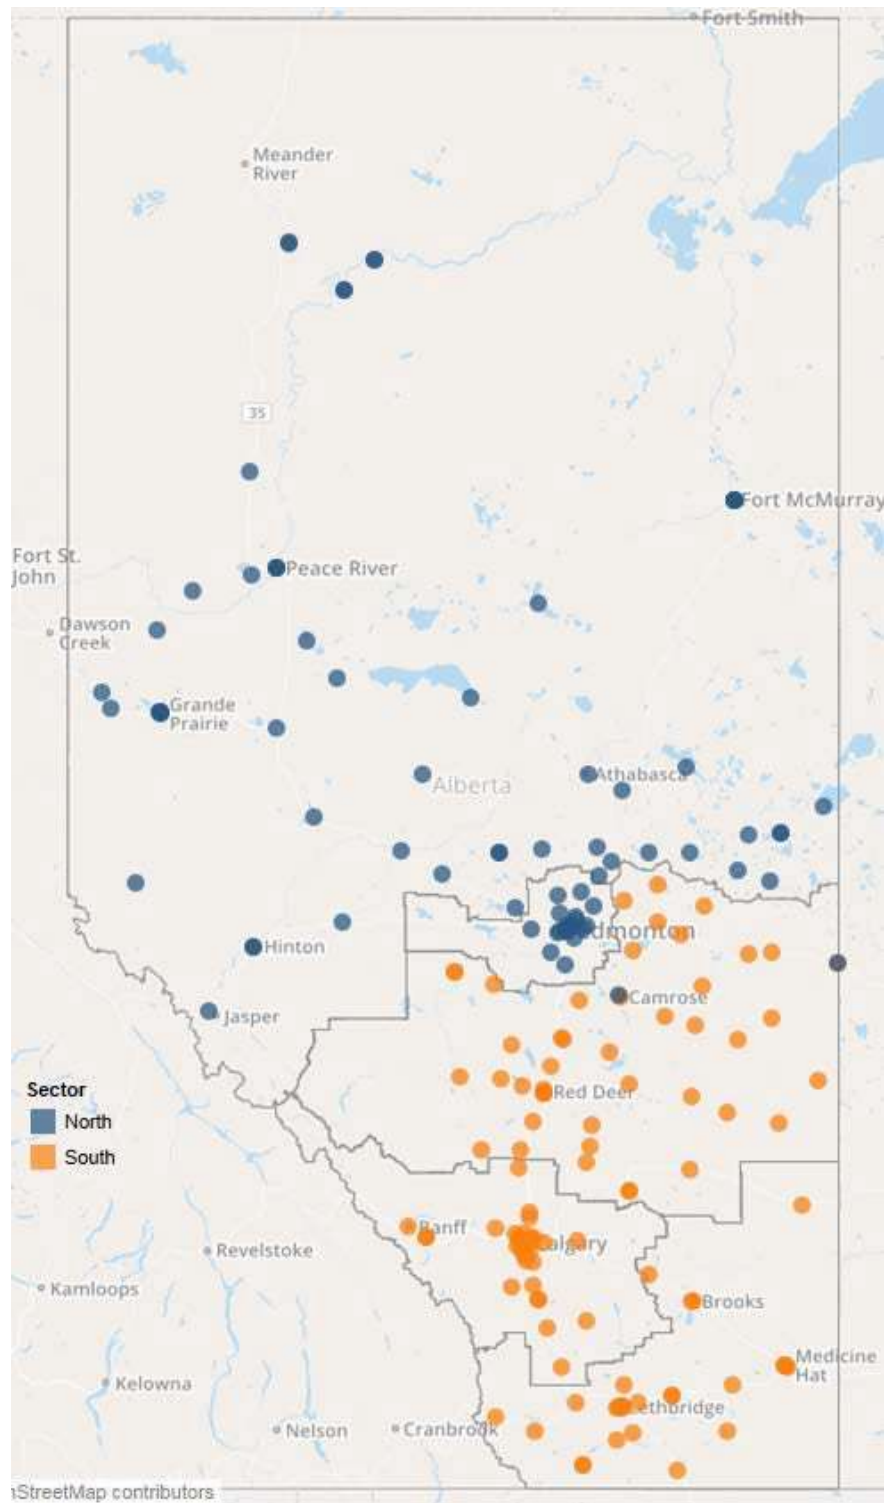 Fort Smith
Meander
River
35
Fort McMurray
Fort St.
John
Peace River
Dawson
Creek
Grande
Prairie
Athabasca
Alberta
Edmonton
Hinton
Camrose
Jasper
Sector
North
South
Red Deer
Banff
Calgary
Revelstoke
Kamloops
Brooks
Medicine
Hat
Kelowna
Lethbridge
Nelson
Cranbrook
nStreetMap contributors